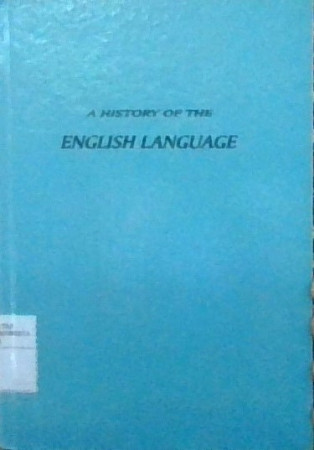 A HISTORY OF THE
ENGLISH LANGUAGE